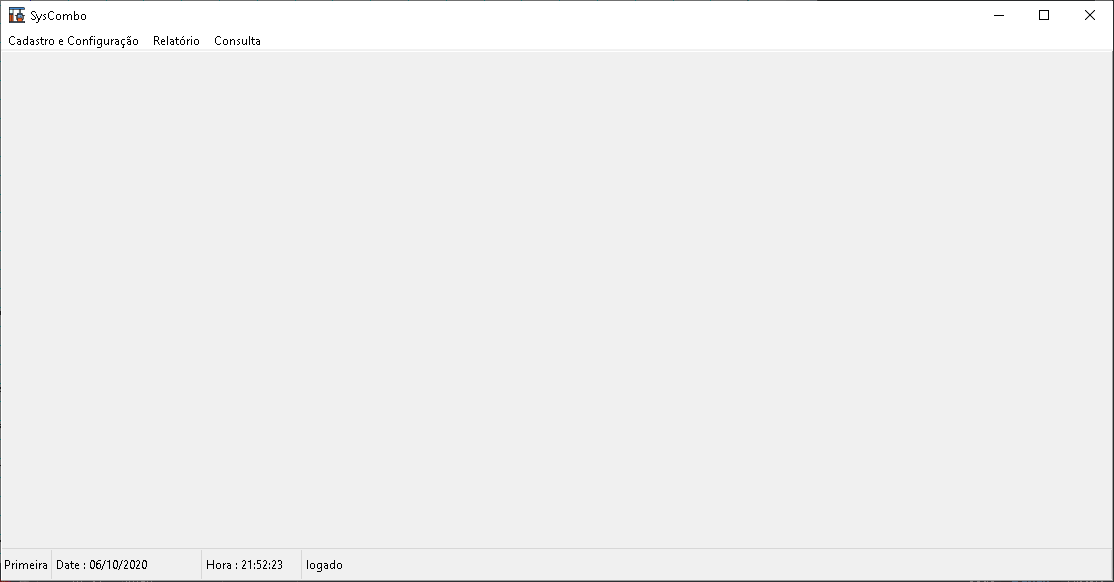 SysCombo
Cadastro e Configuração Relatório Consulta
Primeira Date : 06/10/2020 Hora : 21:52:23 logado